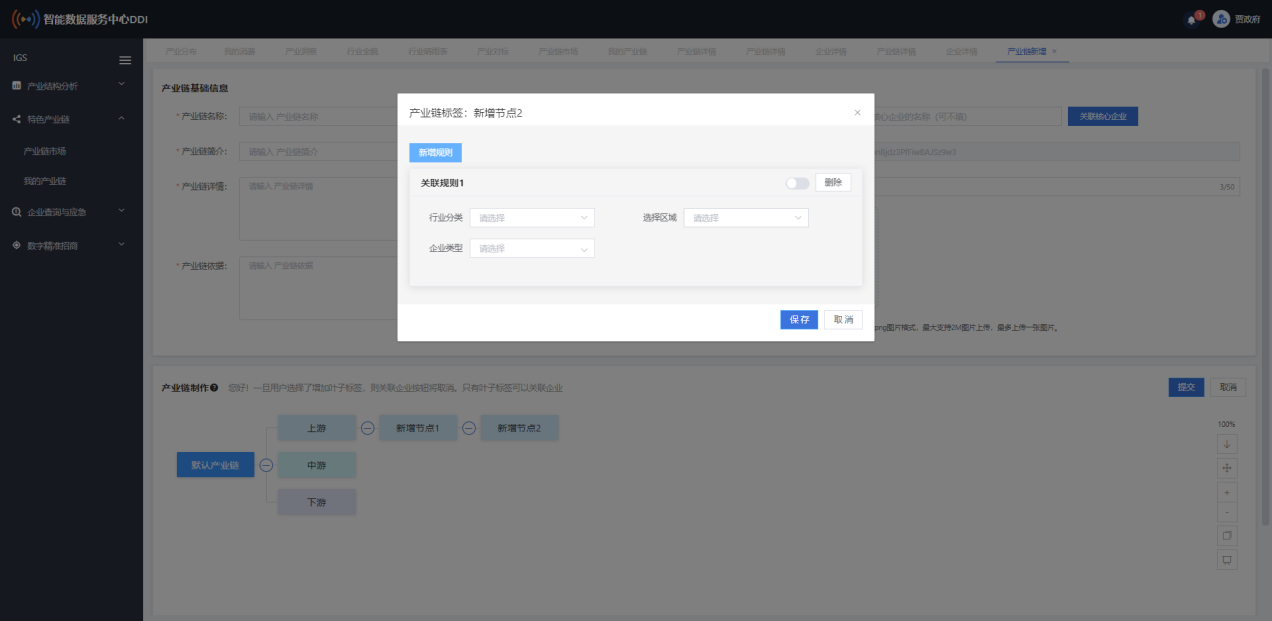 智能数据服务中心DDI
1
贾政府
IGS
产业结构分析
特色产业链
产业链市场
我的产业链
企业查询与应急
数字精准招商
产业分布
产业洞察
行业全貌
产业对标
产业链市场
我的产业链
产业链详情
产业链详情
企业详情
产业链详情
企业详情
产业链新增 ×
产业链基础信息
* 产业链名称:
请输入 产业链名称
核心企业的名称（可不填）
关联核心企业
* 产业链简介:
请输入 产业链简介
* 产业链详情:
请输入 产业链详情
3/50
* 产业链依据:
请输入 产业链依据
png图片格式，最大支持2M图片上传，最多上传一张图片。
产业链标签：新增节点2
×
新增规则
关联规则1
删除
行业分类
请选择
选择区域
请选择
企业类型
请选择
保存
取消
产业链制作
您好！一旦用户选择了增加叶子标签，则关联企业按钮将取消。只有叶子标签可以关联企业
提交
取消
上游
新增节点1
新增节点2
默认产业链
中游
下游
100%